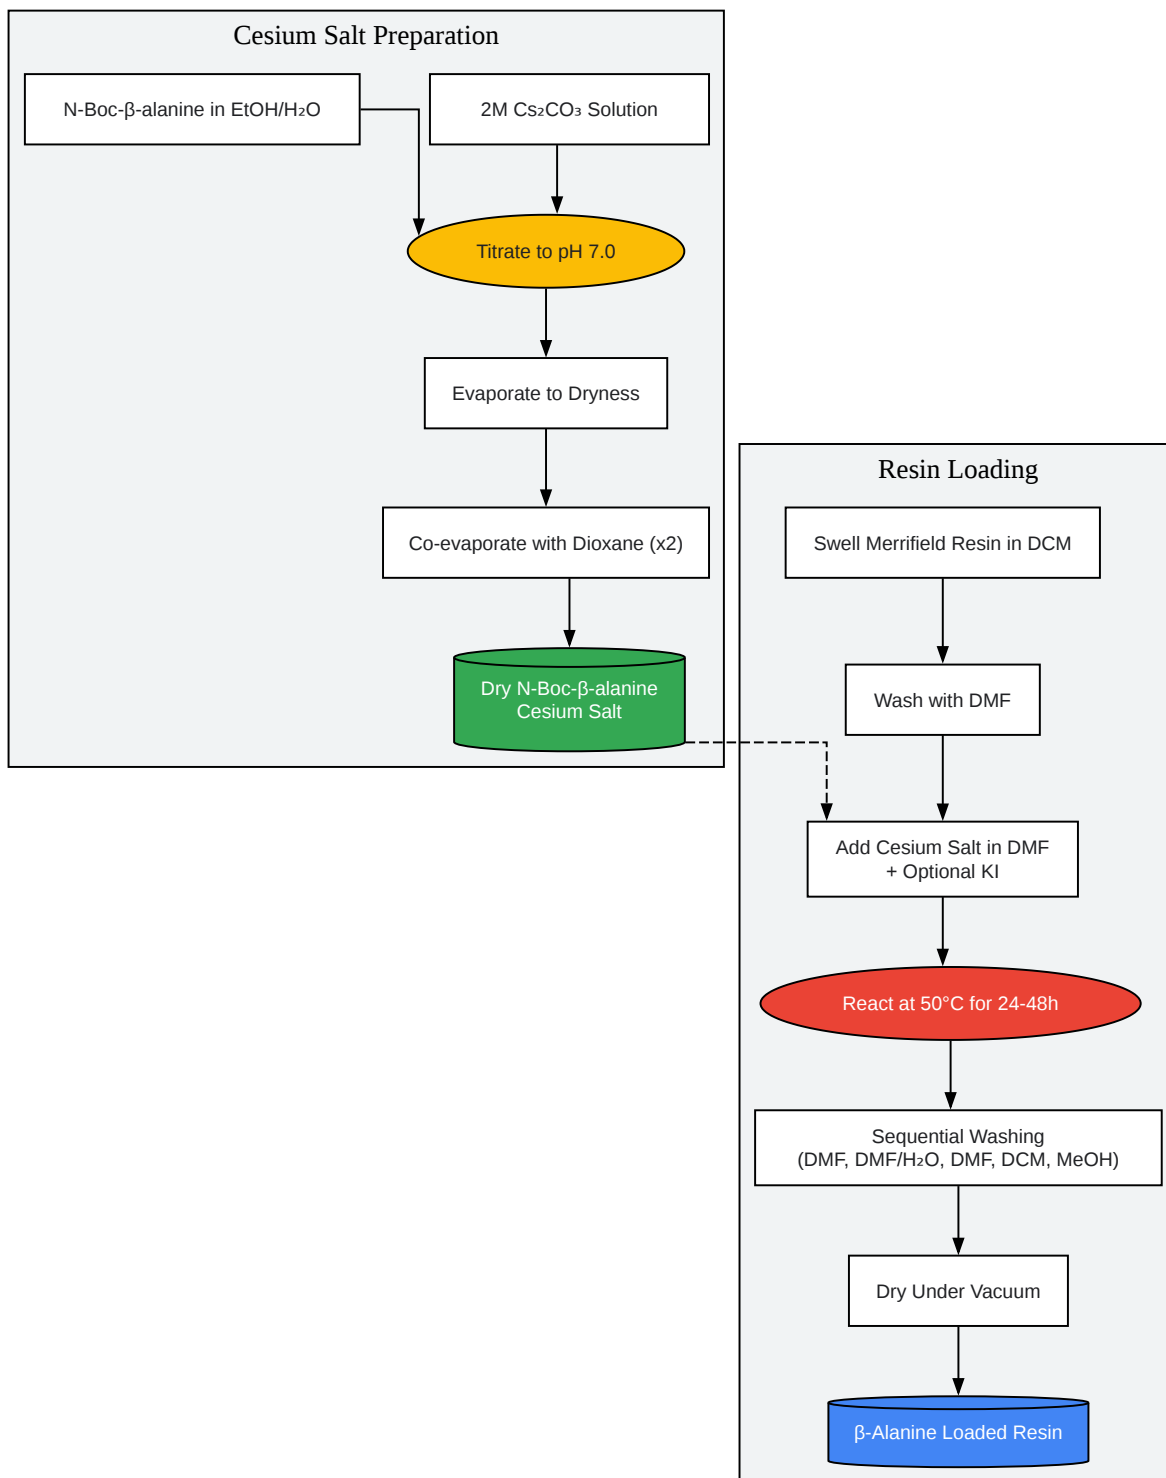 Cesium Salt Preparation
N-Boc-β-alanine in EtOH/H₂O
2M Cs₂CO₃ Solution
Titrate to pH 7.0
Evaporate to Dryness
Co-evaporate with Dioxane (x2)
Dry N-Boc-β-alanine
Cesium Salt
Resin Loading
Swell Merrifield Resin in DCM
Wash with DMF
Add Cesium Salt in DMF
+ Optional KI
React at 50°C for 24-48h
Sequential Washing
(DMF, DMF/H₂O, DMF, DCM, MeOH)
Dry Under Vacuum
β-Alanine Loaded Resin